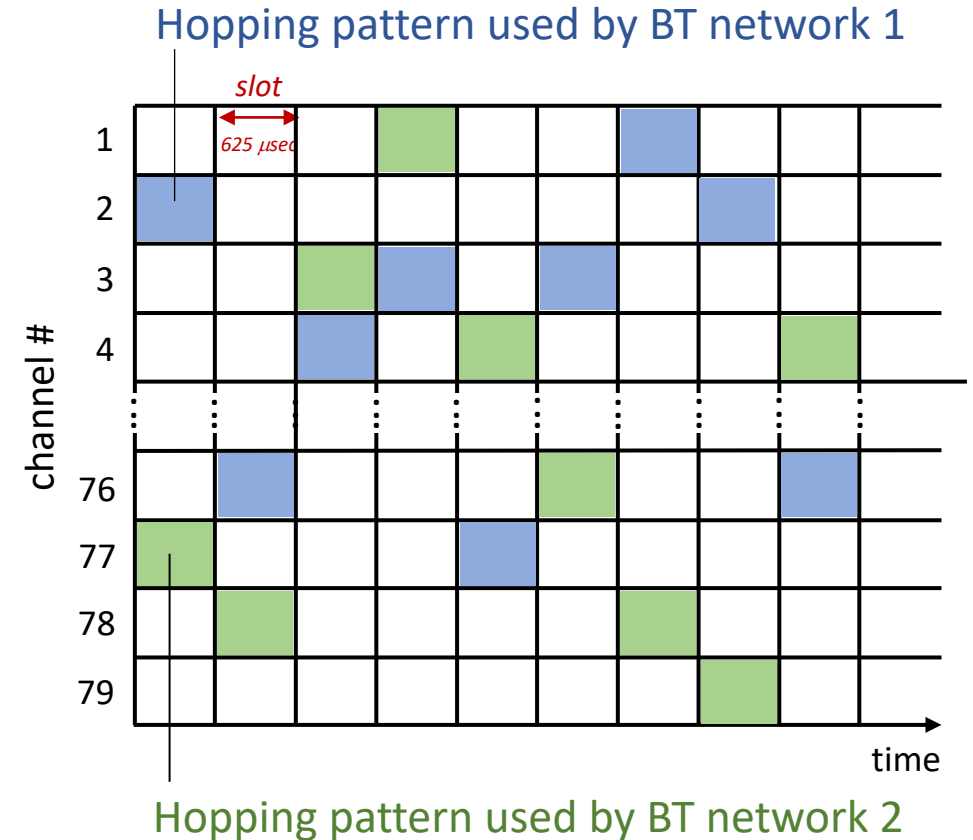 Hopping pattern used by BT network 1
slot
625 μsec
1
2
3
4
76
77
78
79
channel #
time
Hopping pattern used by BT network 2